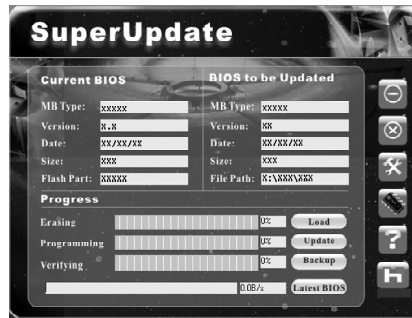 SuperUpdate
Current BIOS
MB Type: xxxxx
Version: x.x
Date: xx/xx/xx
Size: xxx
Flash Part: xxxxx
BIOS to be Updated
MB Type: xxxxx
Version: xx
Date: xx/xx/xx
Size: xxx
File Path: x:\xxx\xxx
Progress
Erasing 0% Load
Programming 0% Update
Verifying 0% Backup
0.0B/s Latest BIOS